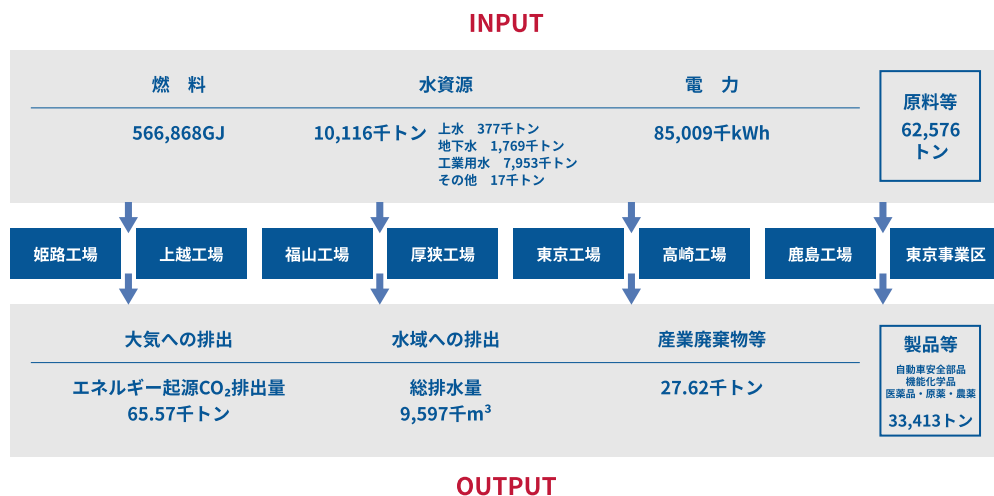 INPUT
燃　料
水資源
電　力
566,868GJ
10,116千トン
上水　377千トン
地下水　1,769千トン
工業用水　7,953千トン
その他　17千トン
85,009千kWh
原料等
62,576
トン
姫路工場
上越工場
福山工場
厚狭工場
東京工場
高崎工場
鹿島工場
東京事業区
大気への排出
水域への排出
産業廃棄物等
エネルギー起源CO₂排出量
65.57千トン
総排水量
9,597千m³
27.62千トン
製品等
自動車安全部品
機能化学品
医薬品・原薬・農薬
33,413トン
OUTPUT